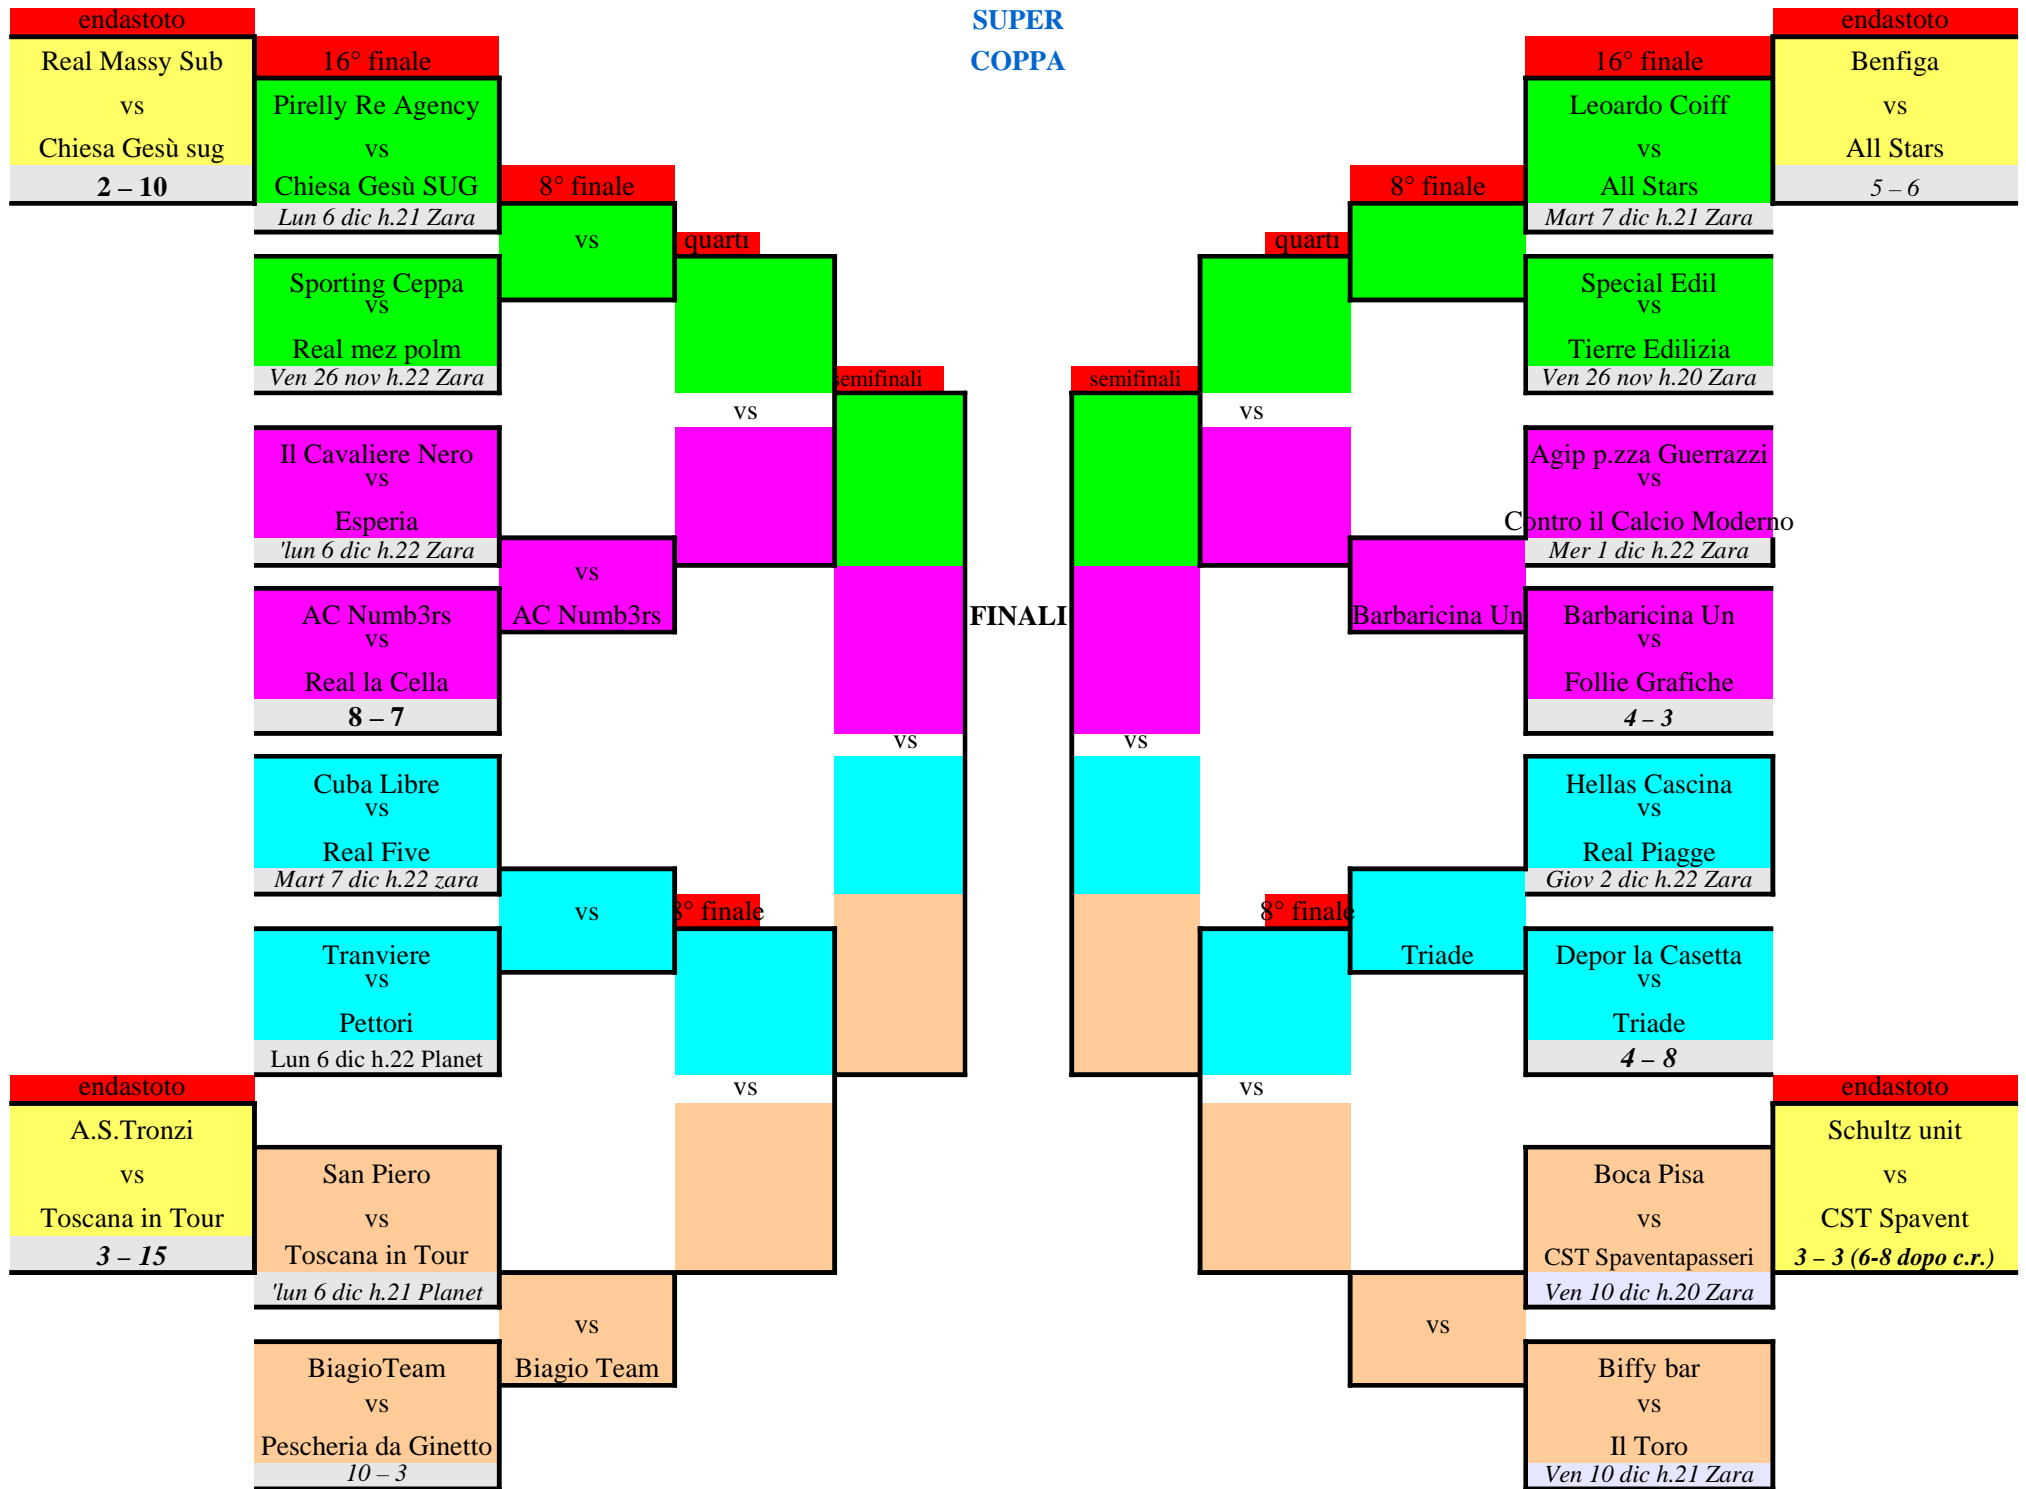 SUPER
COPPA
endastoto
Real Massy Sub
vs
Chiesa Gesù sug
2 – 10
16° finale
Pirelly Re Agency
vs
Chiesa Gesù SUG
Lun 6 dic h.21 Zara
Sporting Ceppa
vs
Real mez polm
Ven 26 nov h.22 Zara
Il Cavaliere Nero
vs
Esperia
'lun 6 dic h.22 Zara
AC Numb3rs
vs
Real la Cella
8 – 7
Cuba Libre
vs
Real Five
Mart 7 dic h.22 zara
Tranviere
vs
Pettori
Lun 6 dic h.22 Planet
endastoto
A.S.Tronzi
vs
Toscana in Tour
3 – 15
San Piero
vs
Toscana in Tour
'lun 6 dic h.21 Planet
BiagioTeam
vs
Pescheria da Ginetto
10 – 3
8° finale
vs
vs
AC Numb3rs
vs
vs
Biagio Team
quarti
vs
8° finale
vs
semifinali
vs
FINALI
semifinali
vs
quarti
vs
8° finale
vs
8° finale
Barbaricina Un
Triade
vs
16° finale
Leoardo Coiff
vs
All Stars
Mart 7 dic h.21 Zara
Special Edil
vs
Tierre Edilizia
Ven 26 nov h.20 Zara
Agip p.zza Guerrazzi
vs
Contro il Calcio Moderno
Mer 1 dic h.22 Zara
Barbaricina Un
vs
Follie Grafiche
4 – 3
Hellas Cascina
vs
Real Piagge
Giov 2 dic h.22 Zara
Depor la Casetta
vs
Triade
4 – 8
Boca Pisa
vs
CST Spaventapasseri
Ven 10 dic h.20 Zara
Biffy bar
vs
Il Toro
Ven 10 dic h.21 Zara
endastoto
Benfiga
vs
All Stars
5 – 6
endastoto
Schultz unit
vs
CST Spavent
3 – 3 (6-8 dopo c.r.)